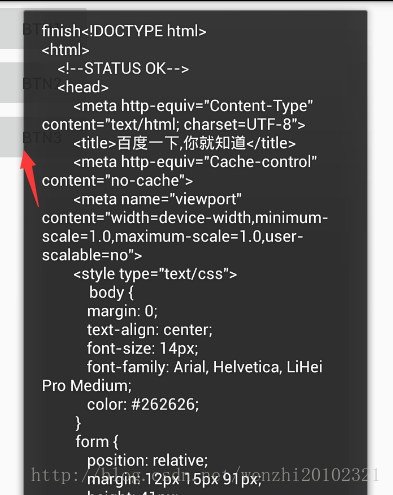 finish<!DOCTYPE html>
<html>
<!--STATUS OK-->
<head>
<meta http-equiv="Content-Type"
content="text/html; charset=UTF-8">
<title>百度一下,你就知道</title>
<meta http-equiv="Cache-control"
content="no-cache">
<meta name="viewport"
content="width=device-width,minimum-
scale=1.0,maximum-scale=1.0,user-
scalable=no">
<style type="text/css">
body {
margin: 0;
text-align: center;
font-size: 14px;
font-family: Arial, Helvetica, LiHei
Pro Medium;
color: #262626;
}
form {
position: relative;
margin: 12px 15px 91px;
height: 41px;
BTN3
http://blog.csdn.net/renzhi20102321